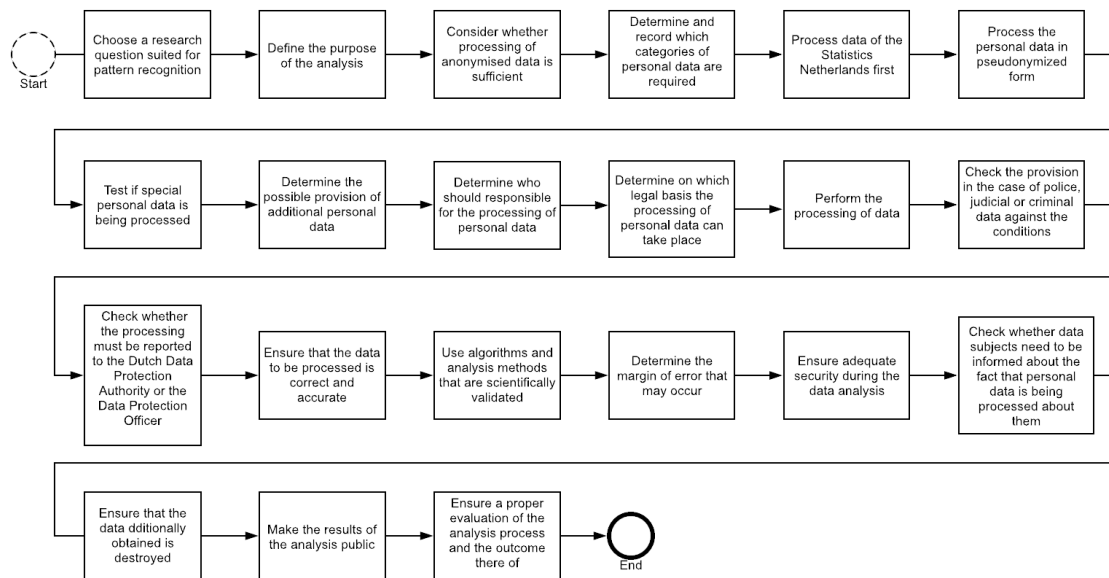 Start
Choose a research
question suited for
pattern recognition
Define the purpose
of the analysis
Consider whether
processing of
anonymised data is
sufficient
Determine and
record which
categories of
personal data are
required
Process data of the
Statistics
Netherlands first
Process the
personal data in
pseudonymized
form
Test if special
personal data is
being processed
Determine the
possible provision of
additional personal
data
Determine who
should responsible
for the processing of
personal data
Determine on which
legal basis the
processing of
personal data can
take place
Perform the
processing of data
Check the provision
in the case of police,
judicial or criminal
data against the
conditions
Check whether
the processing
must be reported
to the Dutch Data
Protection
Authority or the
Data Protection
Officer
Ensure that the data
to be processed is
correct and
accurate
Use algorithms and
analysis methods
that are scientifically
validated
Determine the
margin of error that
may occur
Ensure adequate
security during the
data analysis
Check whether data
subjects need to be
informed about the
fact that personal
data is being
processed about
them
Ensure that the
data dditionally
obtained is
destroyed
Make the results of
the analysis public
Ensure a proper
evaluation of the
analysis process
and the outcome
there of
End